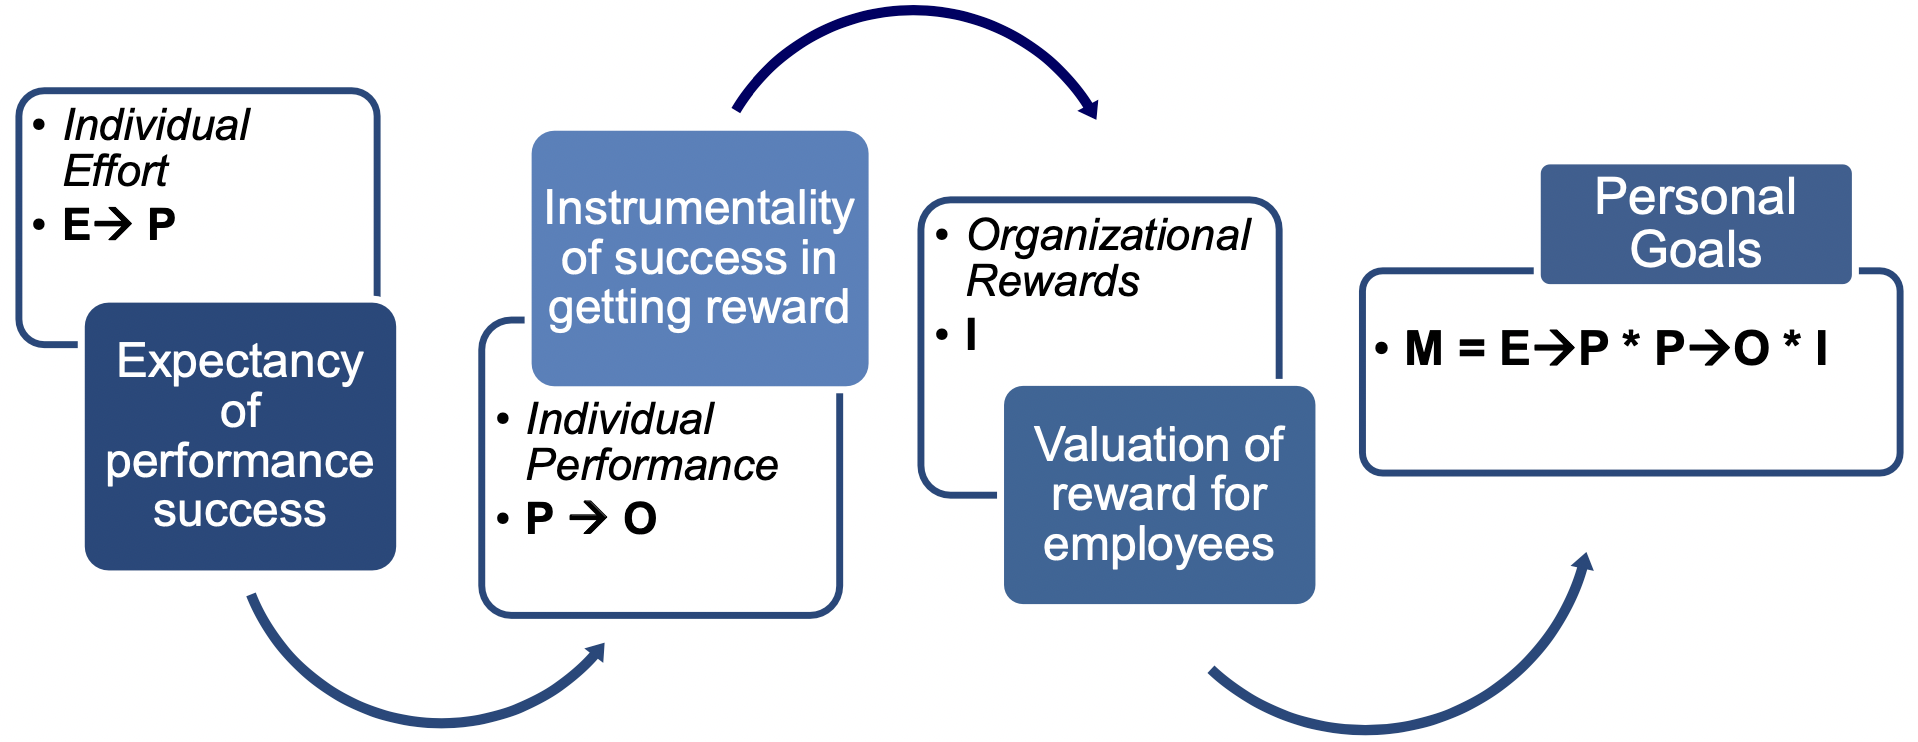 • Individual
Effort
• E→ P
Expectancy
of
performance
success
Instrumentality
of success in
getting reward
• Individual
Performance
• P → O
• Organizational
Rewards
• I
Valuation of
reward for
employees
Personal
Goals
• M = E→P * P→O * I